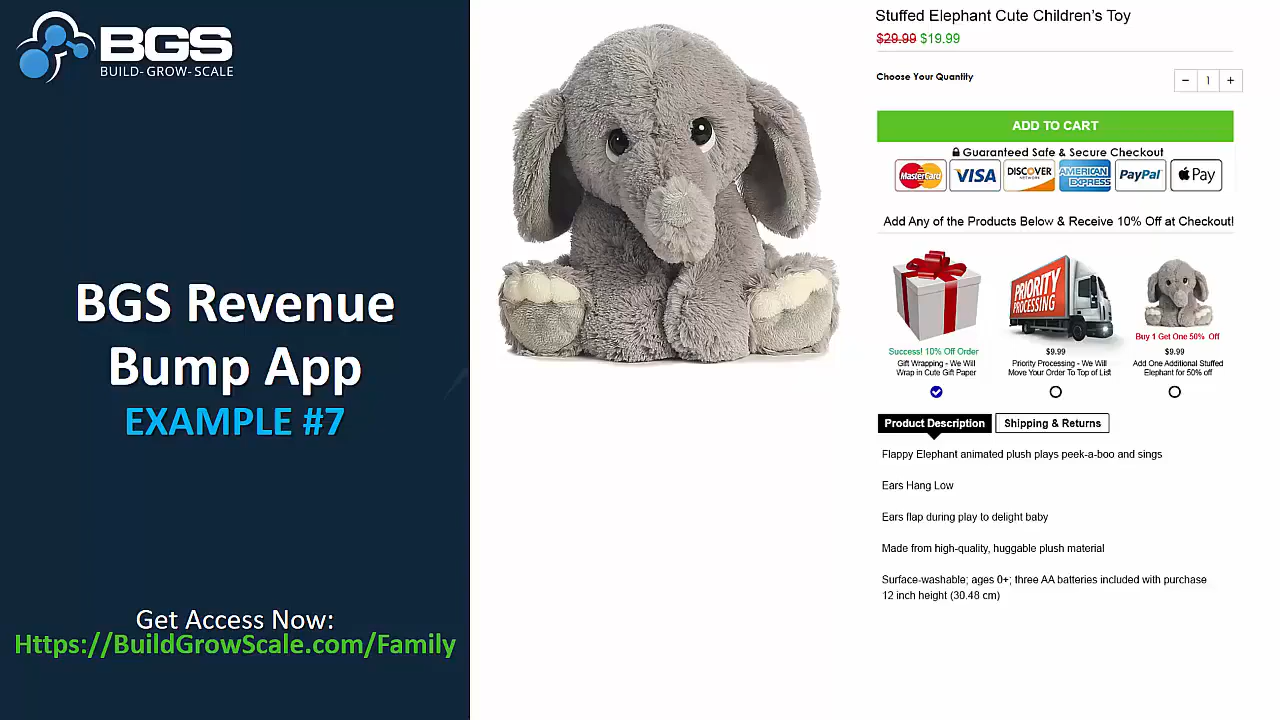 BGS
BUILD-GROW-SCALE
BGS Revenue
Bump App
EXAMPLE #7
Get Access Now:
Https://BuildGrowScale.com/Family
Stuffed Elephant Cute Children's Toy
$29.99 $19.99
Choose Your Quantity
− 1 +
ADD TO CART
Guaranteed Safe & Secure Checkout
MasterCard VISA DISCOVER NETWORK AMERICAN EXPRESS PayPal Pay
Add Any of the Products Below & Receive 10% Off at Checkout!
PRIORITY
PROCESSING
Success! 10% Off Order
Gift Wrapping - We Will
Wrap in Cute Gift Paper
$9.99
Priority Processing - We Will
Move Your Order To Top of List
Buy 1 Get One 50% Off
$9.99
Add One Additional Stuffed
Elephant for 50% off
Product Description Shipping & Returns
Flappy Elephant animated plush plays peek-a-boo and sings
Ears Hang Low
Ears flap during play to delight baby
Made from high-quality, huggable plush material
Surface-washable; ages 0+; three AA batteries included with purchase
12 inch height (30.48 cm)